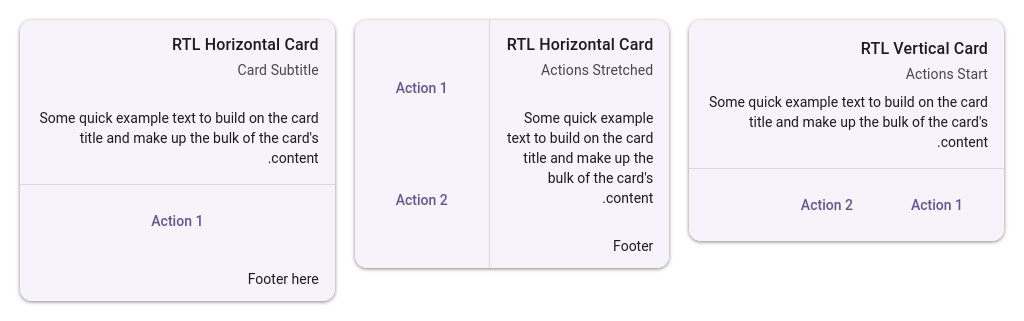 RTL Horizontal Card
Card Subtitle
Some quick example text to build on the card
title and make up the bulk of the card's
.content
Action 1
Footer here
RTL Horizontal Card
Actions Stretched
Some quick example
text to build on the card
title and make up the
bulk of the card's
.content
Footer
Action 1
Action 2
RTL Vertical Card
Actions Start
Some quick example text to build on the card
title and make up the bulk of the card's
.content
Action 1
Action 2